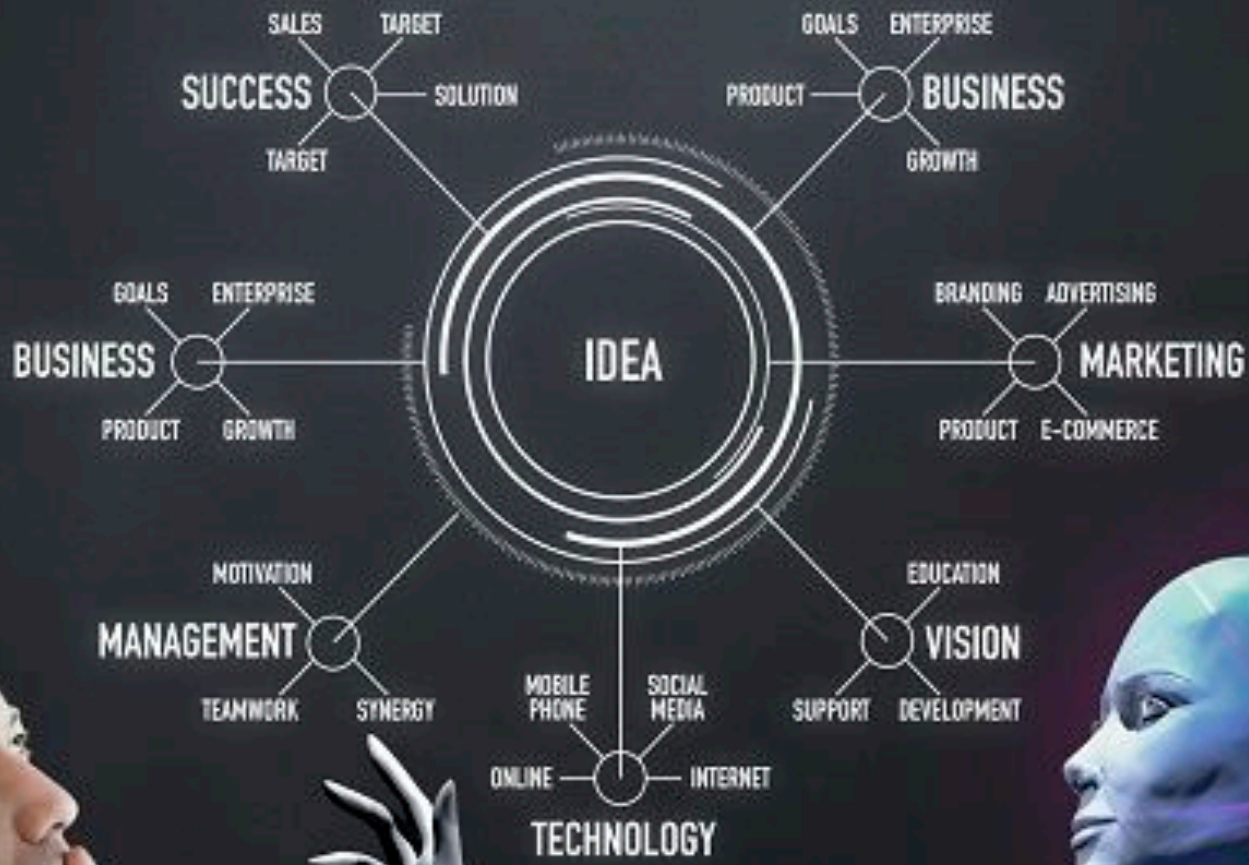 SALES TARGET
SUCCESS SOLUTION
TARGET
GOALS ENTERPRISE
PRODUCT BUSINESS
GROWTH
GOALS ENTERPRISE
BUSINESS
PRODUCT GROWTH
IDEA
BRANDING ADVERTISING
MARKETING
PRODUCT E-COMMERCE
MOTIVATION
MANAGEMENT
TEAMWORK SYNERGY
MOBILE
PHONE
SOCIAL
MEDIA
ONLINE INTERNET
TECHNOLOGY
EDUCATION
VISION
SUPPORT DEVELOPMENT